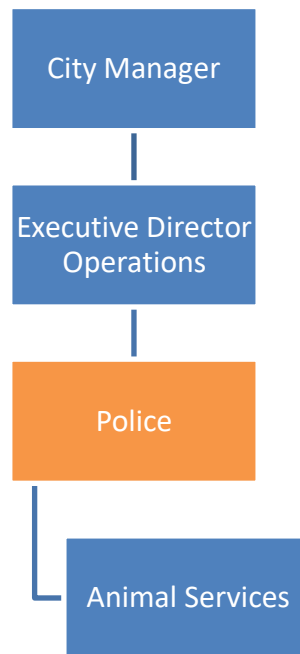 City Manager
Executive Director
Operations
Police
Animal Services